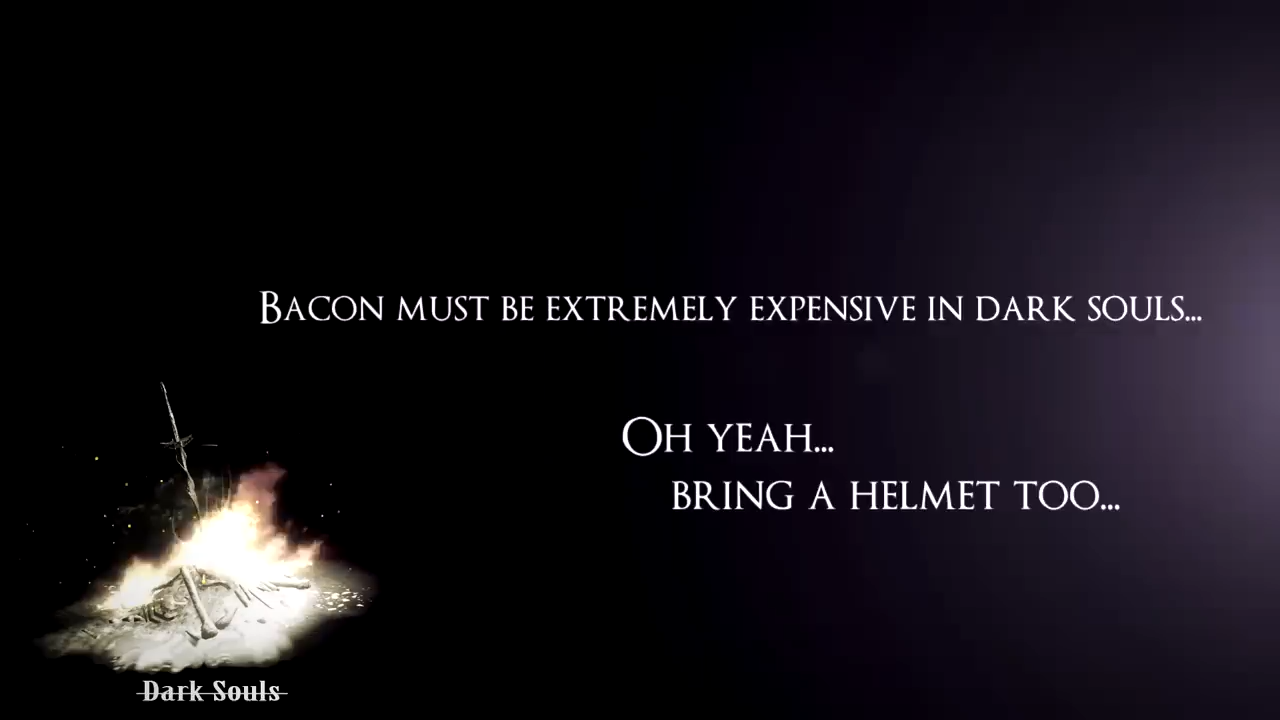 Bacon must be extremely expensive in dark souls...
Oh yeah...
bring a helmet too...
Dark Souls